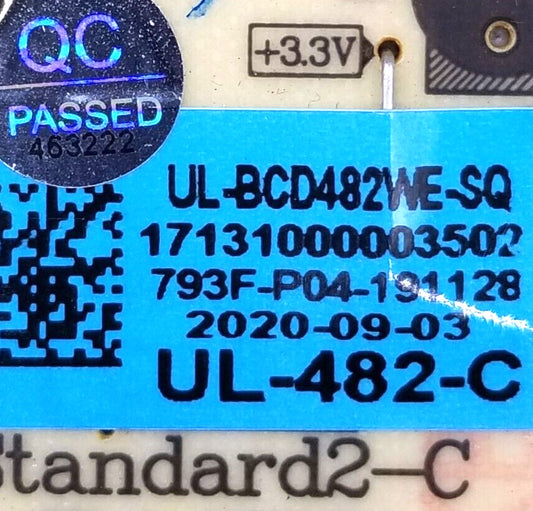 QC
PASSED
463222
+3.3V
UL-BCD482WE-SQ
17131000003502
793F-P04-191128
2020-09-03
UL-482-C
Standard2-C